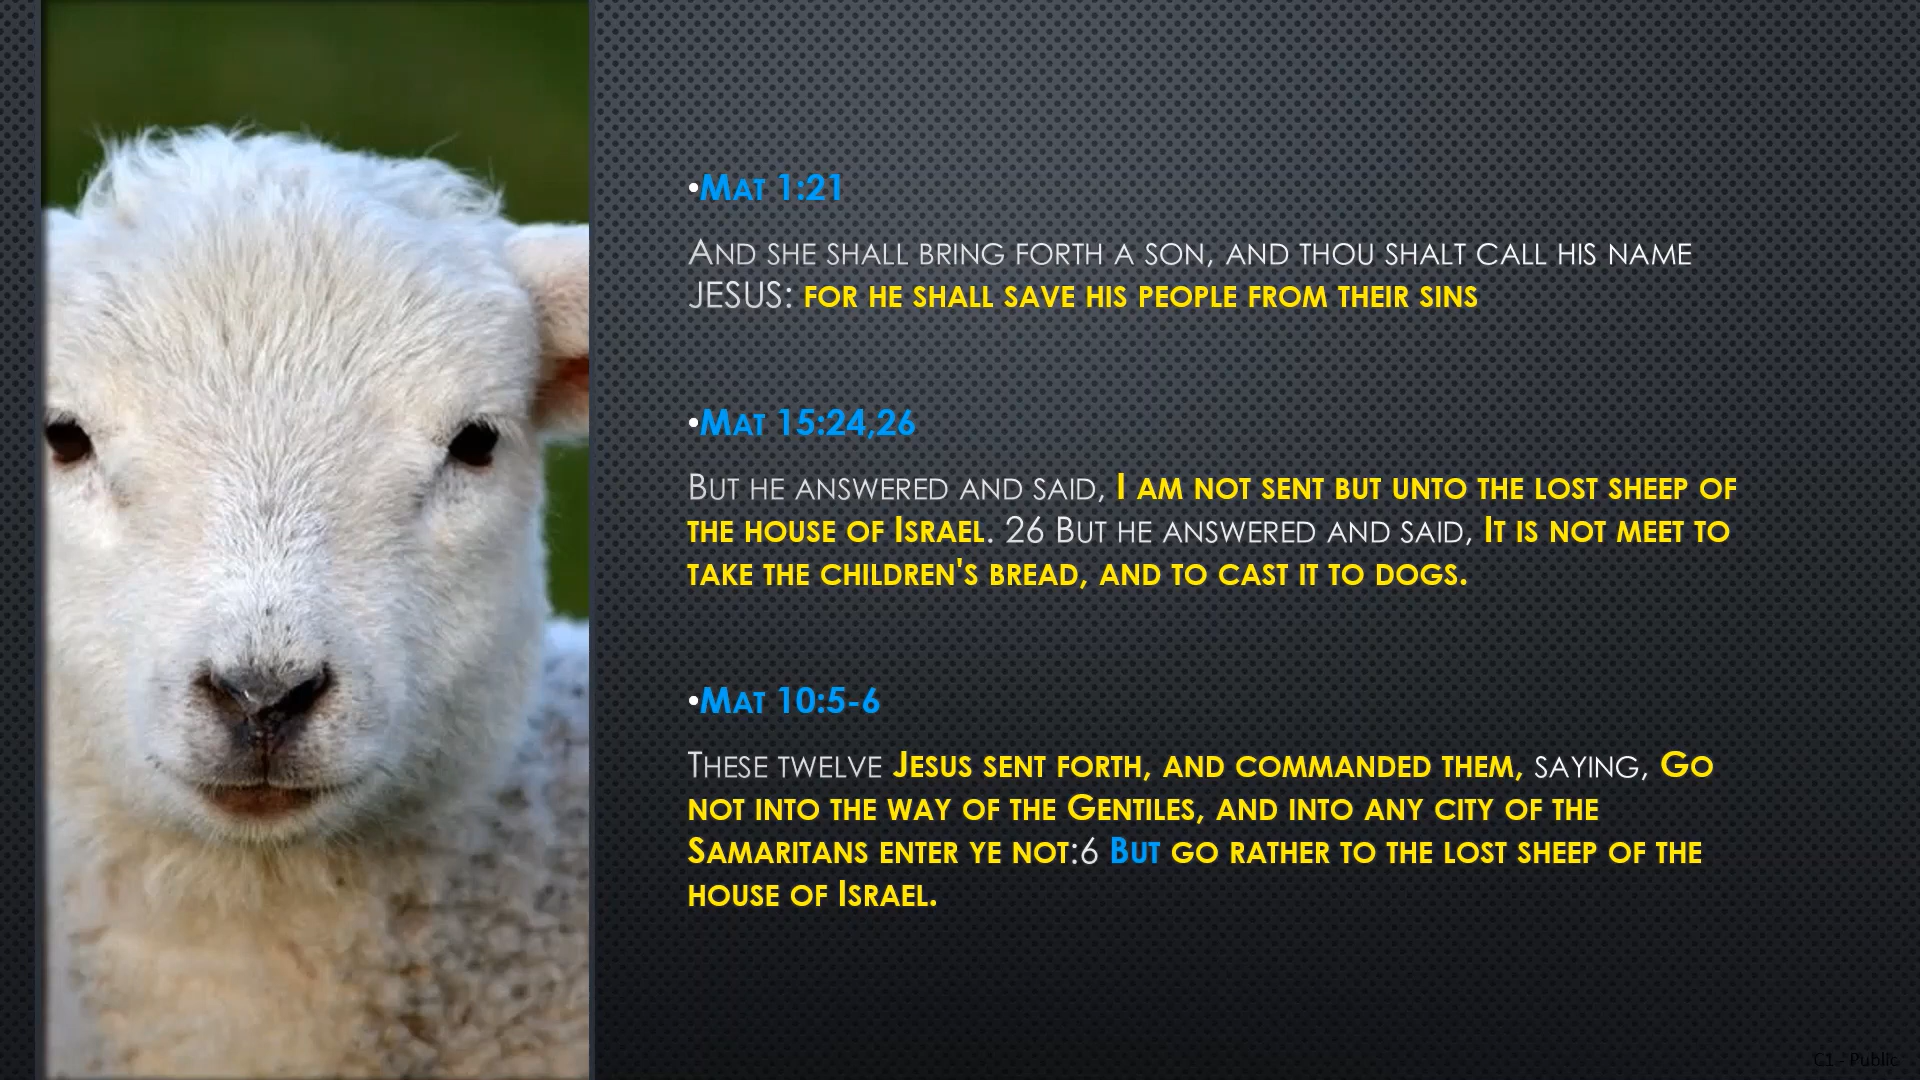 •Mat 1:21
And she shall bring forth a son, and thou shalt call his name
JESUS: for he shall save his people from their sins
•Mat 15:24,26
But he answered and said, I am not sent but unto the lost sheep of
the house of Israel. 26 But he answered and said, It is not meet to
take the children's bread, and to cast it to dogs.
•Mat 10:5-6
These twelve Jesus sent forth, and commanded them, saying, Go
not into the way of the Gentiles, and into any city of the
Samaritans enter ye not:6 But go rather to the lost sheep of the
house of Israel.
C1 - Public